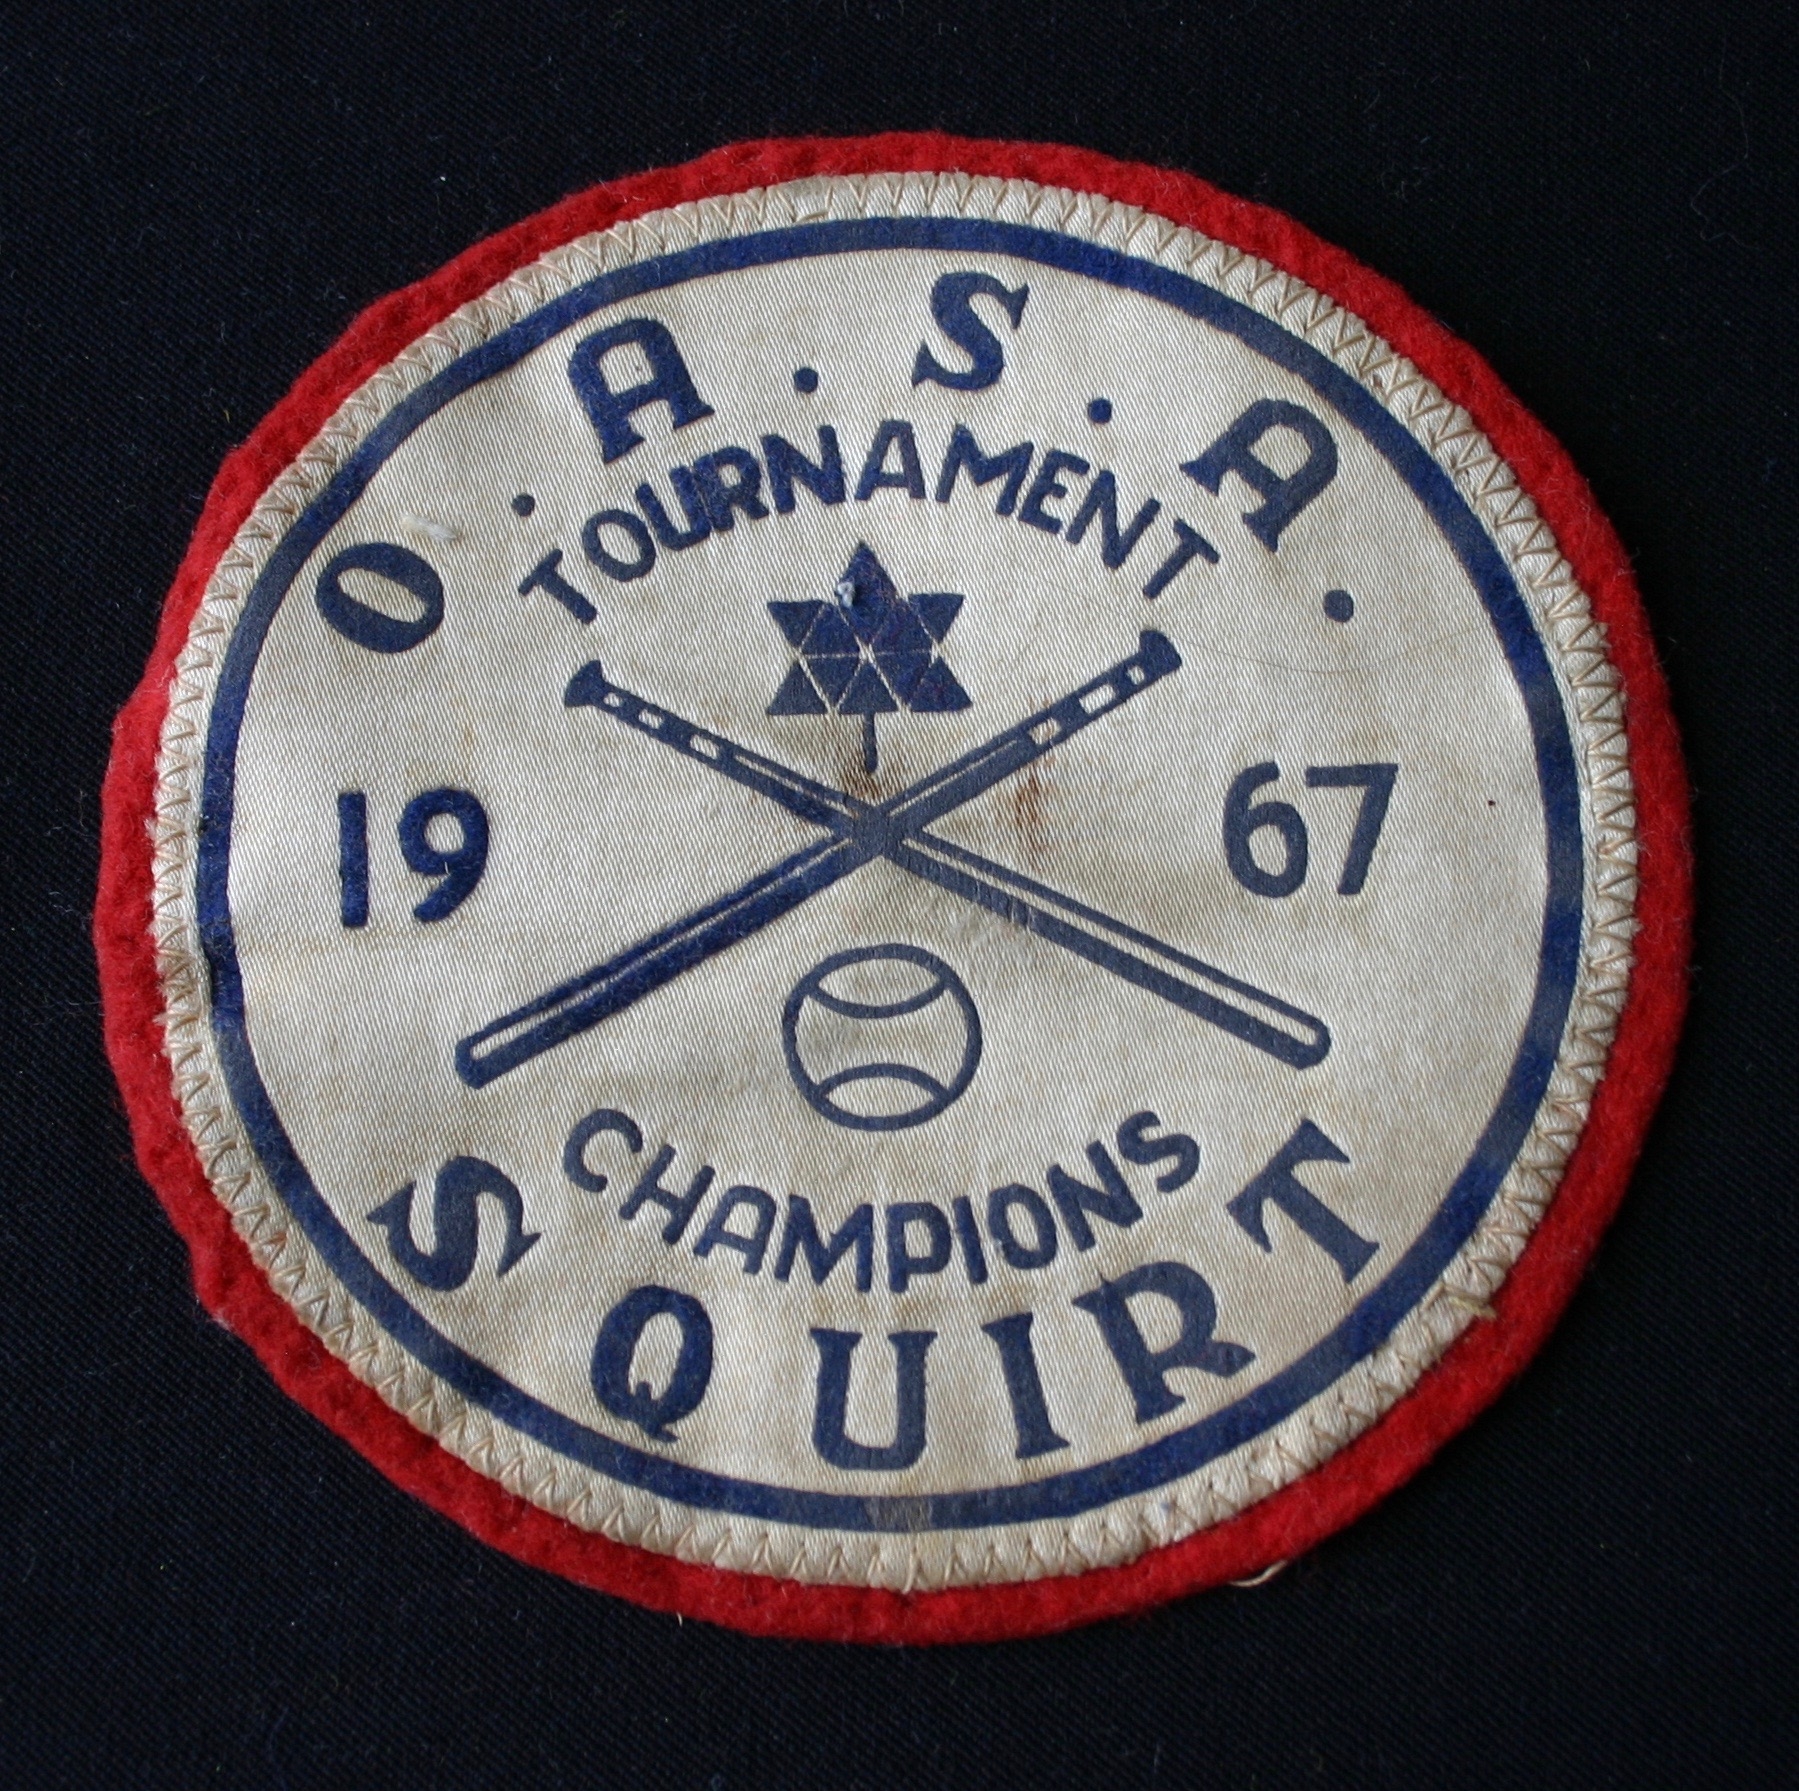 O.A.S.A.
TOURNAMENT
19 67
CHAMPIONS
SQUIRT